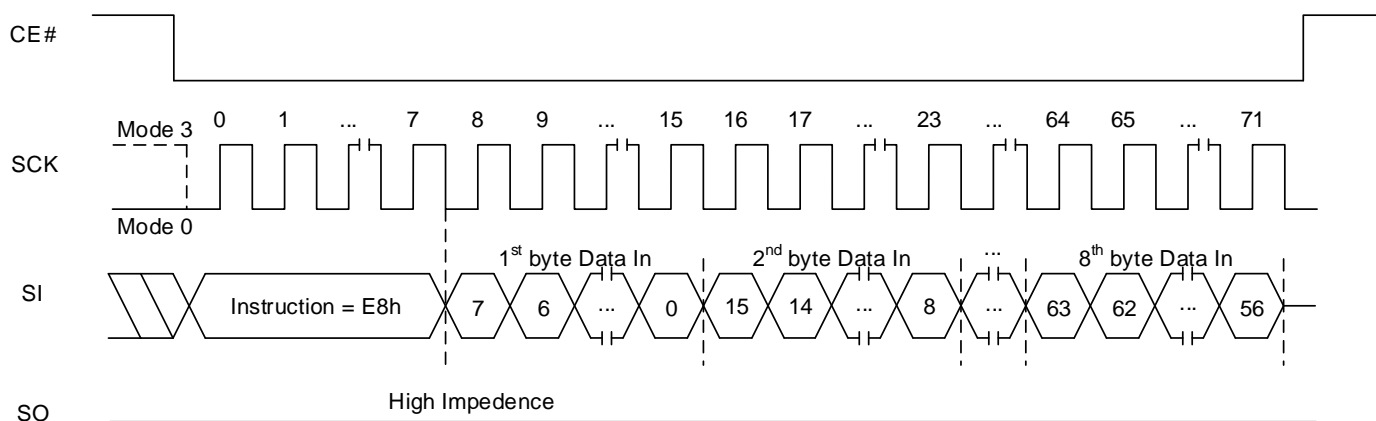 CE#
0 1 ... 7 8 9 ... 15 16 17 ... 23 ... 64 65 ... 71
Mode 3
SCK
Mode 0
1st byte Data In 2nd byte Data In ... 8th byte Data In
SI Instruction = E8h 7 6 ... 0 15 14 ... 8 ... 63 62 ... 56
High Impedence
SO